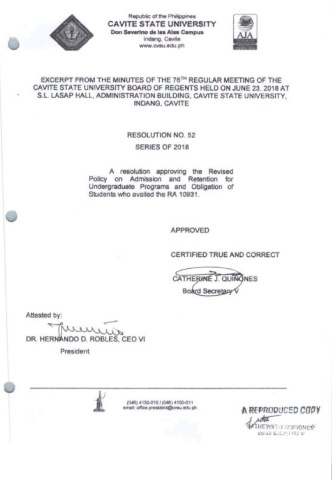 Republic of the Philippines
CAVITE STATE UNIVERSITY
Don Severino de las Alas Campus
Indang, Cavite
www.cvsu.edu.ph
AJA
EXCERPT FROM THE MINUTES OF THE 76TH REGULAR MEETING OF THE
CAVITE STATE UNIVERSITY BOARD OF REGENTS HELD ON JUNE 23, 2018 AT
S.L. LASAP HALL, ADMINISTRATION BUILDING, CAVITE STATE UNIVERSITY,
INDANG, CAVITE
RESOLUTION NO. 52
SERIES OF 2018
A resolution approving the Revised
Policy on Admission and Retention for
Undergraduate Programs and Obligation of
Students who availed the RA 10931.
APPROVED
CERTIFIED TRUE AND CORRECT
CATHERINE J. QUIÑONES
Board Secretary V
Attested by:
DR. HERNANDO D. ROBLES, CEO VI
President
(046) 4150-010 / (046) 4150-011
email: office.president@cvsu.edu.ph
A REPRODUCED COPY
CATHERINE J. QUIÑONES
BOARD SECRETARY V